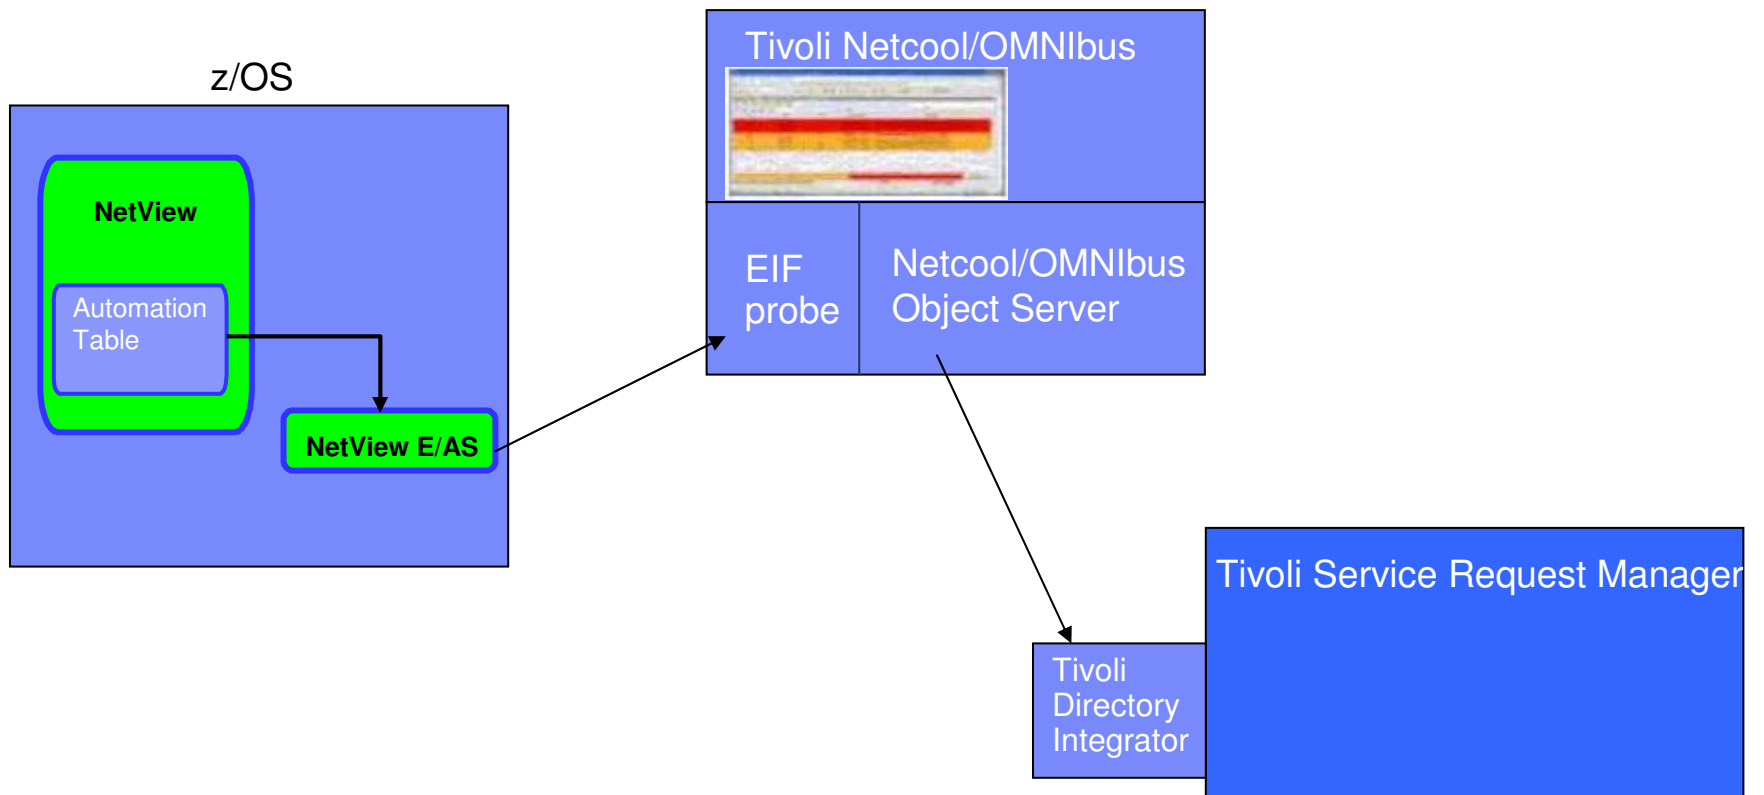 z/OS
NetView
Automation
Table
NetView E/AS
Tivoli Netcool/OMNIbus
EIF
probe
Netcool/OMNIbus
Object Server
Tivoli Service Request Manager
Tivoli
Directory
Integrator